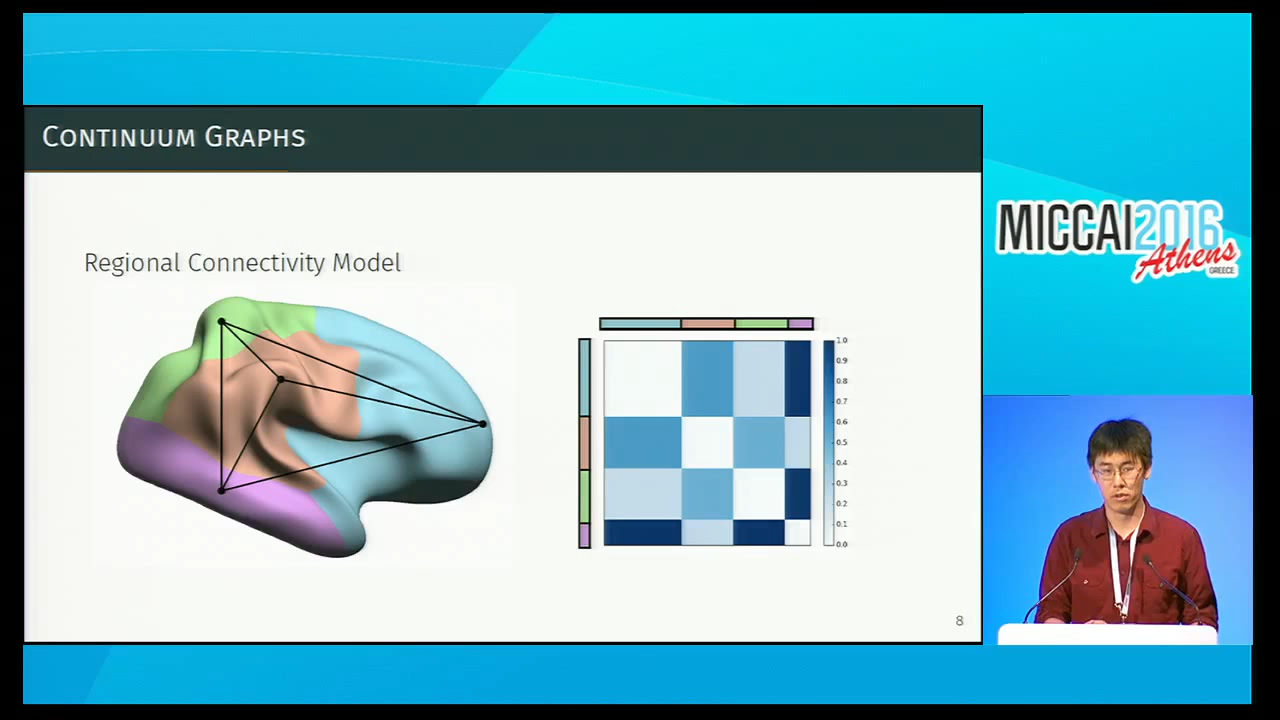 CONTINUUM GRAPHS
Regional Connectivity Model
1.0
0.9
0.8
0.7
0.6
0.5
0.4
0.3
0.2
0.1
0.0
8
MICCAI2016
Athens
GREECE